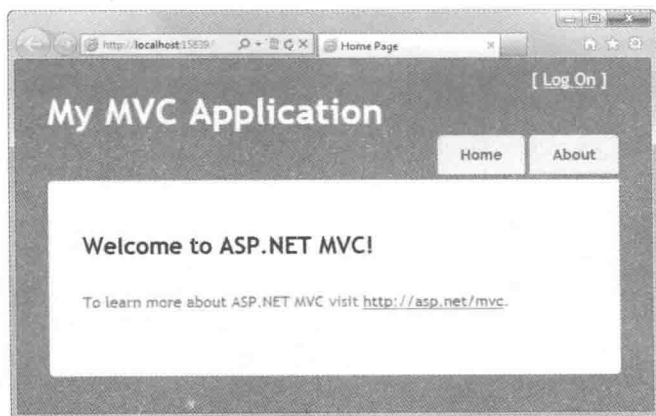 http://localhost:15839/
Home Page
[ Log On ]
My MVC Application
Home
About
Welcome to ASP.NET MVC!
To learn more about ASP.NET MVC visit http://asp.net/mvc.